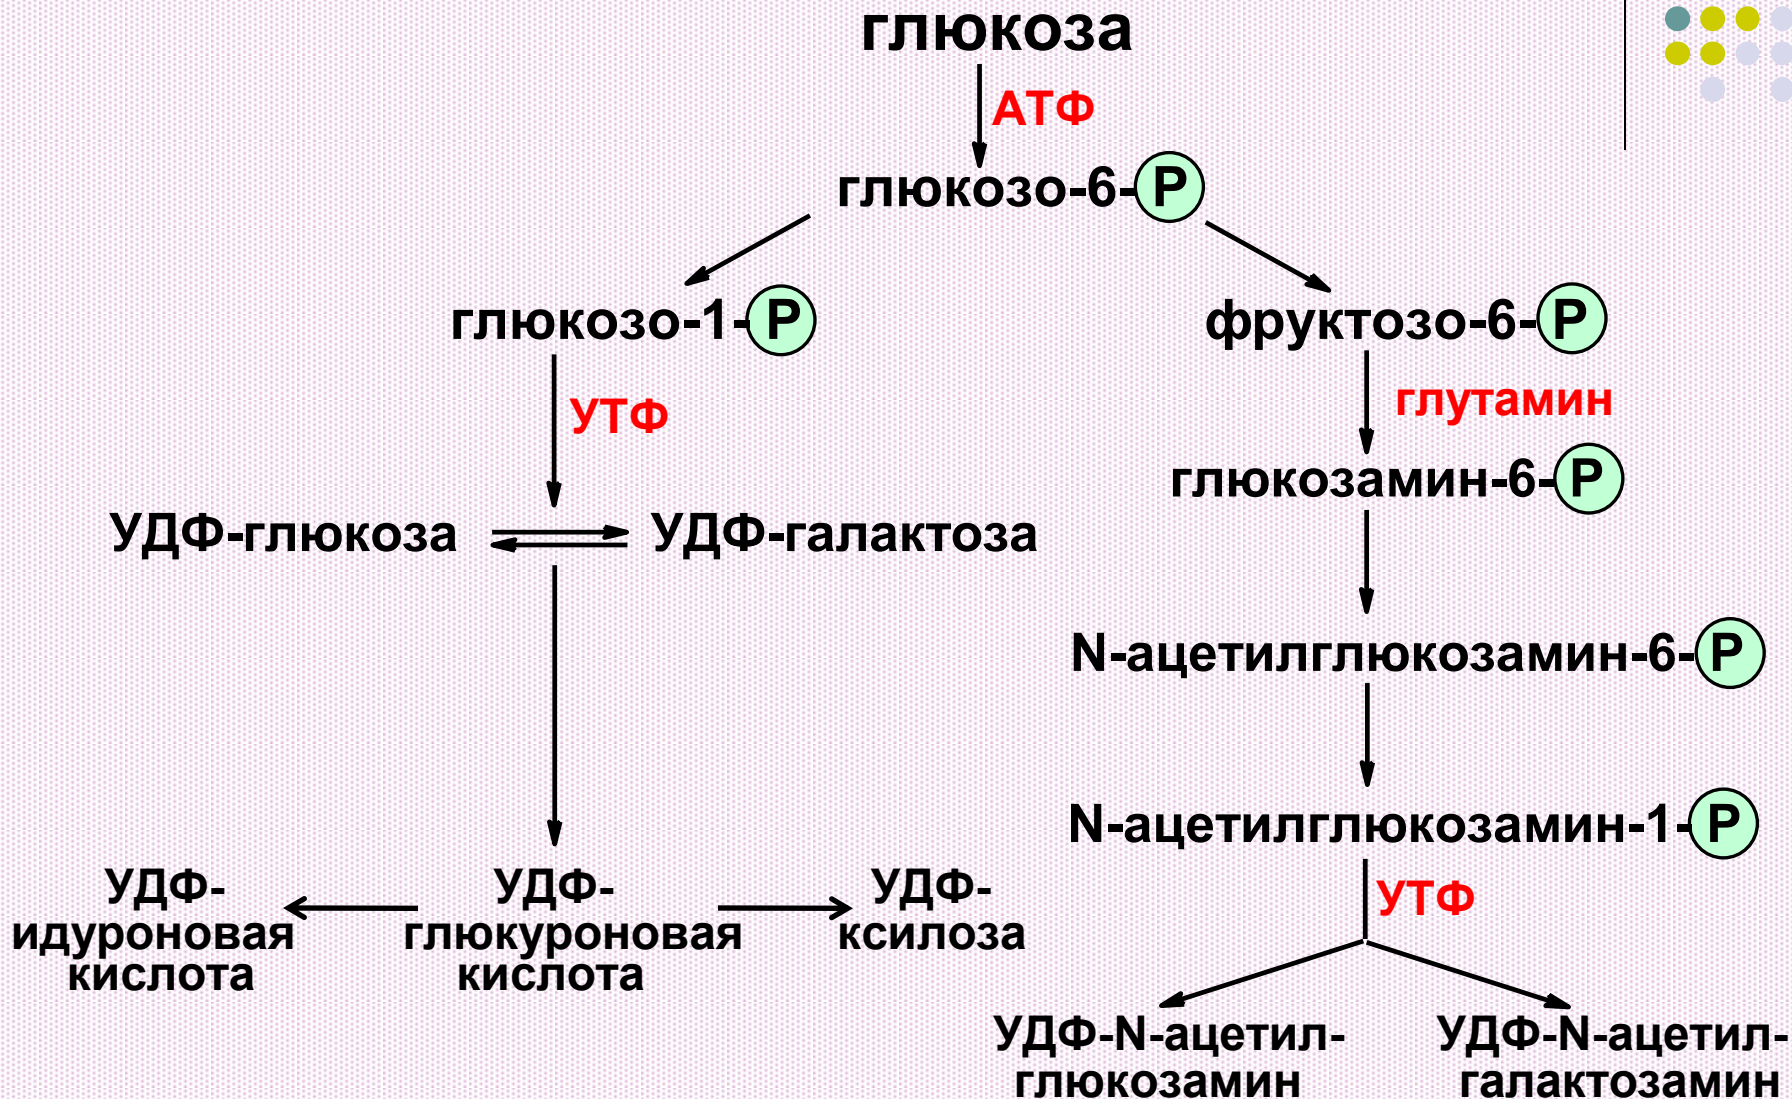 глюкоза
АТФ
глюкозо-6-P
глюкозо-1-P
фруктозо-6-P
УТФ
глутамин
глюкозамин-6-P
УДФ-глюкоза
УДФ-галактоза
N-ацетилглюкозамин-6-P
N-ацетилглюкозамин-1-P
УДФ-
идуроновая
кислота
УДФ-
глюкуроновая
кислота
УДФ-
ксилоза
УТФ
УДФ-N-ацетил-
глюкозамин
УДФ-N-ацетил-
галактозамин